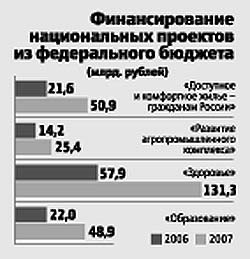 Финансирование
национальных проектов
из федерального бюджета
(млрд. рублей)
21,6
50,9
«Доступное
и комфортное жилье –
гражданам России»
14,2
25,4
«Развитие
агропромышленного
комплекса»
57,9
131,3
«Здоровье»
22,0
48,9
«Образование»
2006 2007